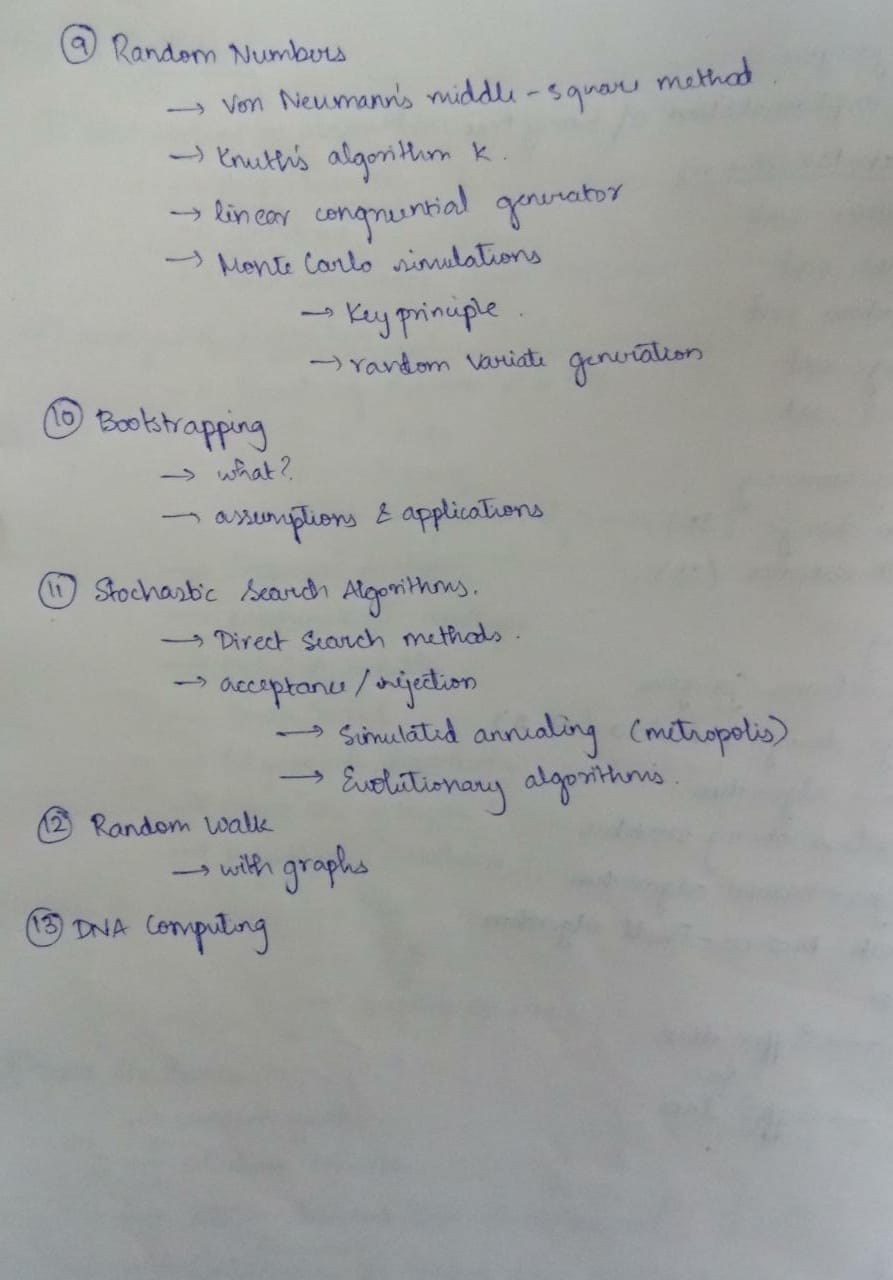 9 Random Numbers
→ Von Neumann's middle-square method.
→ Knuth's algorithm K.
→ linear congruential generator
→ Monte Carlo simulations
→ Key principle.
→ random variate generation
10 Bootstrapping
→ what?
→ assumptions & applications
11 Stochastic Search Algorithms.
→ Direct Search methods.
→ acceptance/rejection
→ Simulated annealing (metropolis)
→ Evolutionary algorithms.
12 Random Walk
→ with graphs
13 DNA Computing